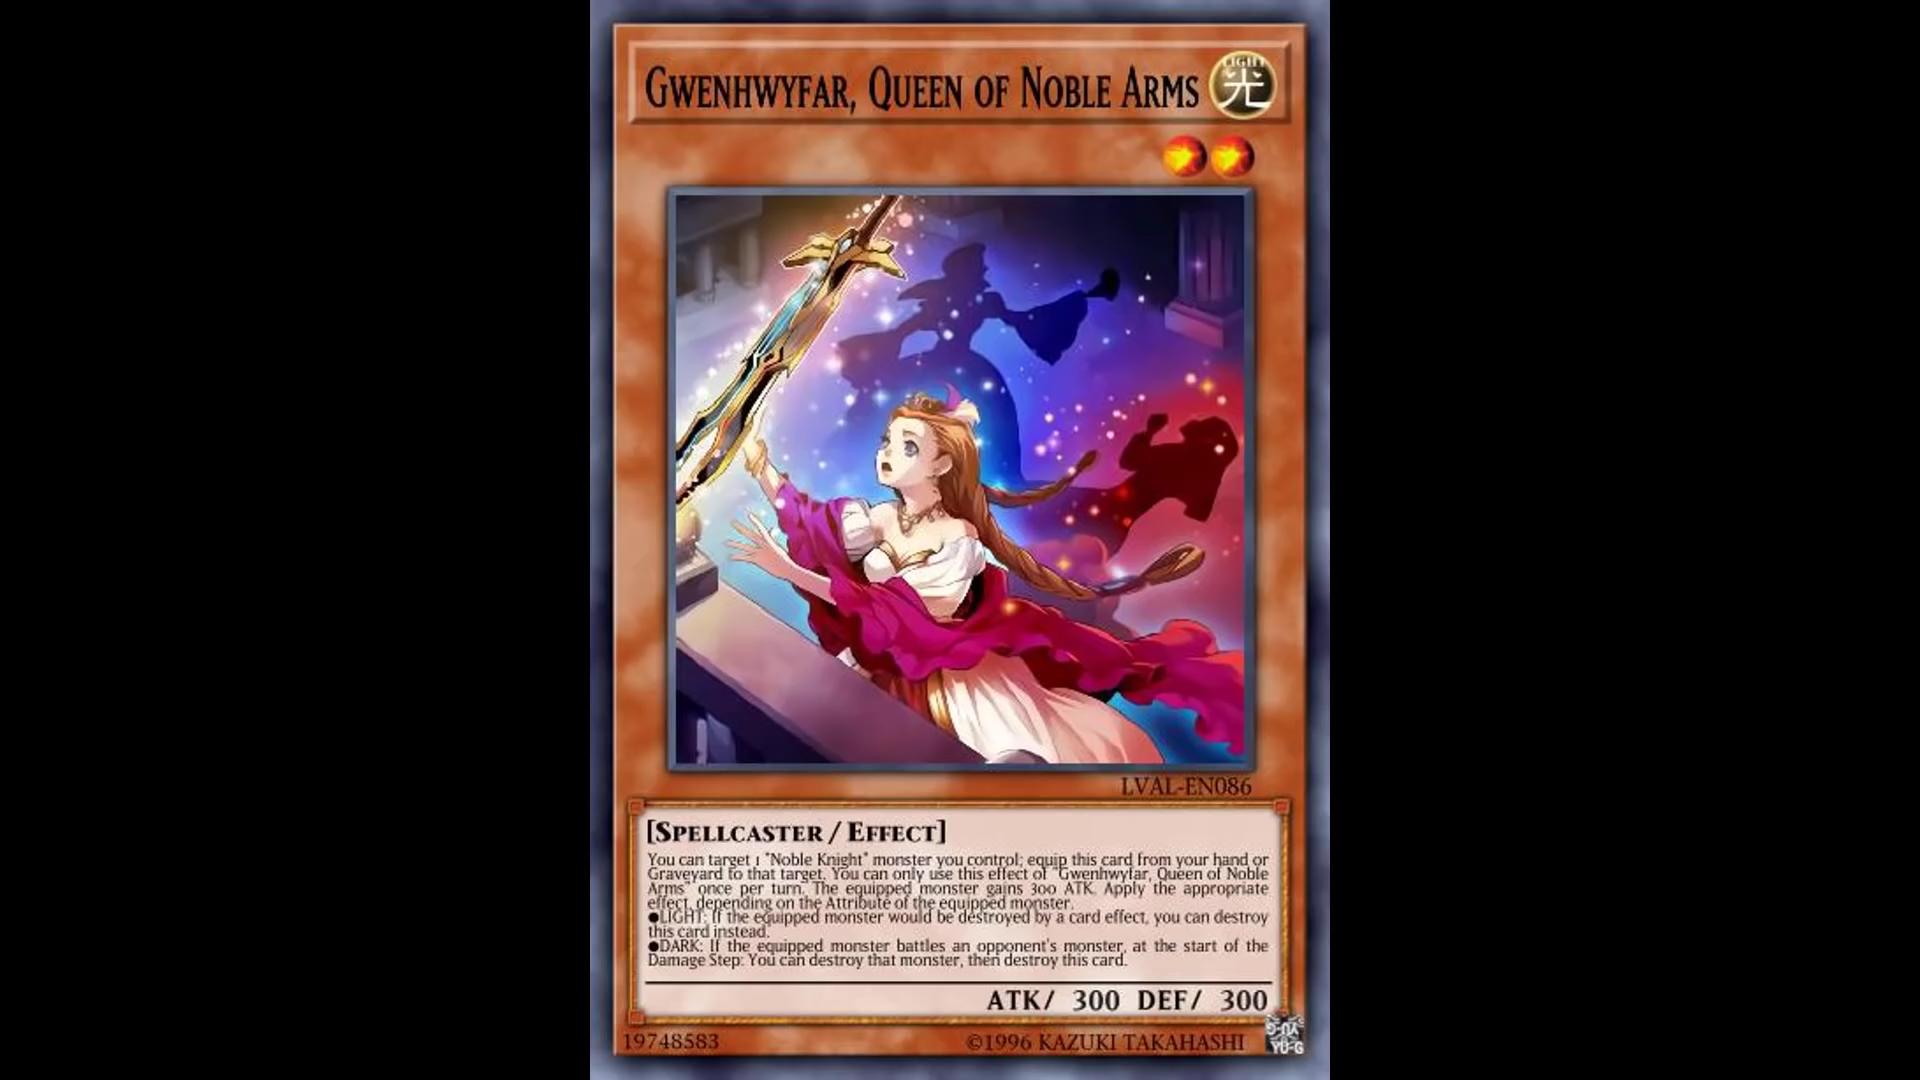 Gwenhwyfar, Queen of Noble Arms
LIGHT
光
LVAL-EN086
[Spellcaster / Effect]
You can target 1 "Noble Knight" monster you control; equip this card from your hand or
Graveyard to that target. You can only use this effect of "Gwenhwyfar, Queen of Noble
Arms" once per turn. The equipped monster gains 300 ATK. Apply the appropriate
effect, depending on the Attribute of the equipped monster.
●LIGHT: If the equipped monster would be destroyed by a card effect, you can destroy
this card instead.
●DARK: If the equipped monster battles an opponent's monster, at the start of the
Damage Step: You can destroy that monster, then destroy this card.
ATK/ 300 DEF/ 300
19748583
©1996 KAZUKI TAKAHASHI